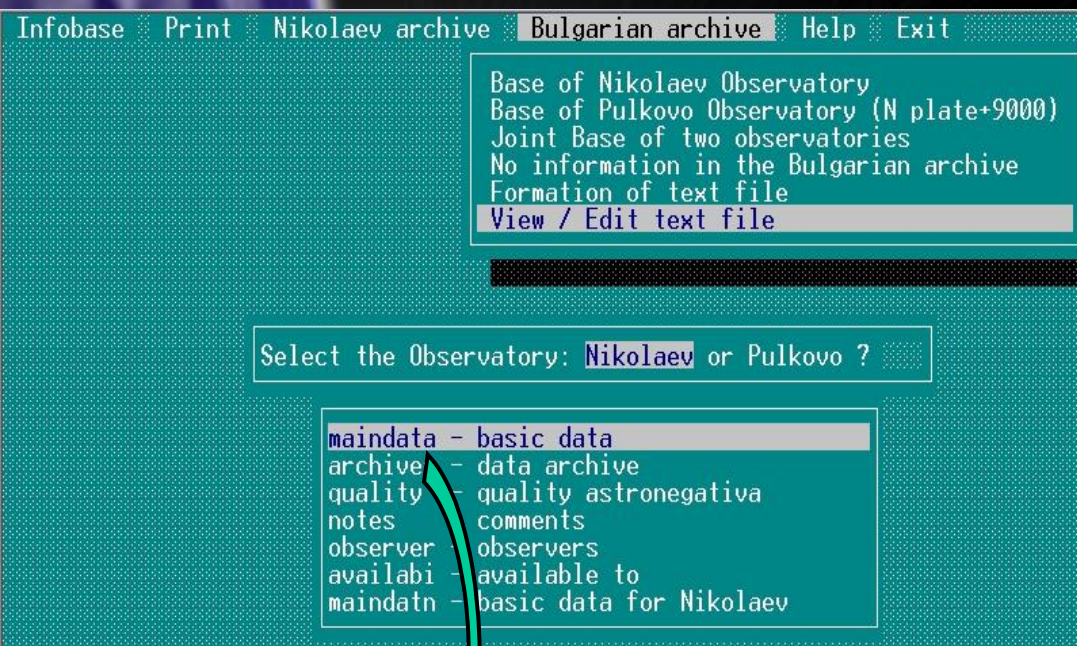 Infobase Print Nikolaev archive Bulgarian archive Help Exit
Base of Nikolaev Observatory
Base of Pulkovo Observatory (N plate+9000)
Joint Base of two observatories
No information in the Bulgarian archive
Formation of text file
View / Edit text file
Select the Observatory: Nikolaev or Pulkovo ?
maindata - basic data
archive - data archive
quality - quality astronegativa
notes comments
observer - observers
availabi - available to
maindatn - basic data for Nikolaev